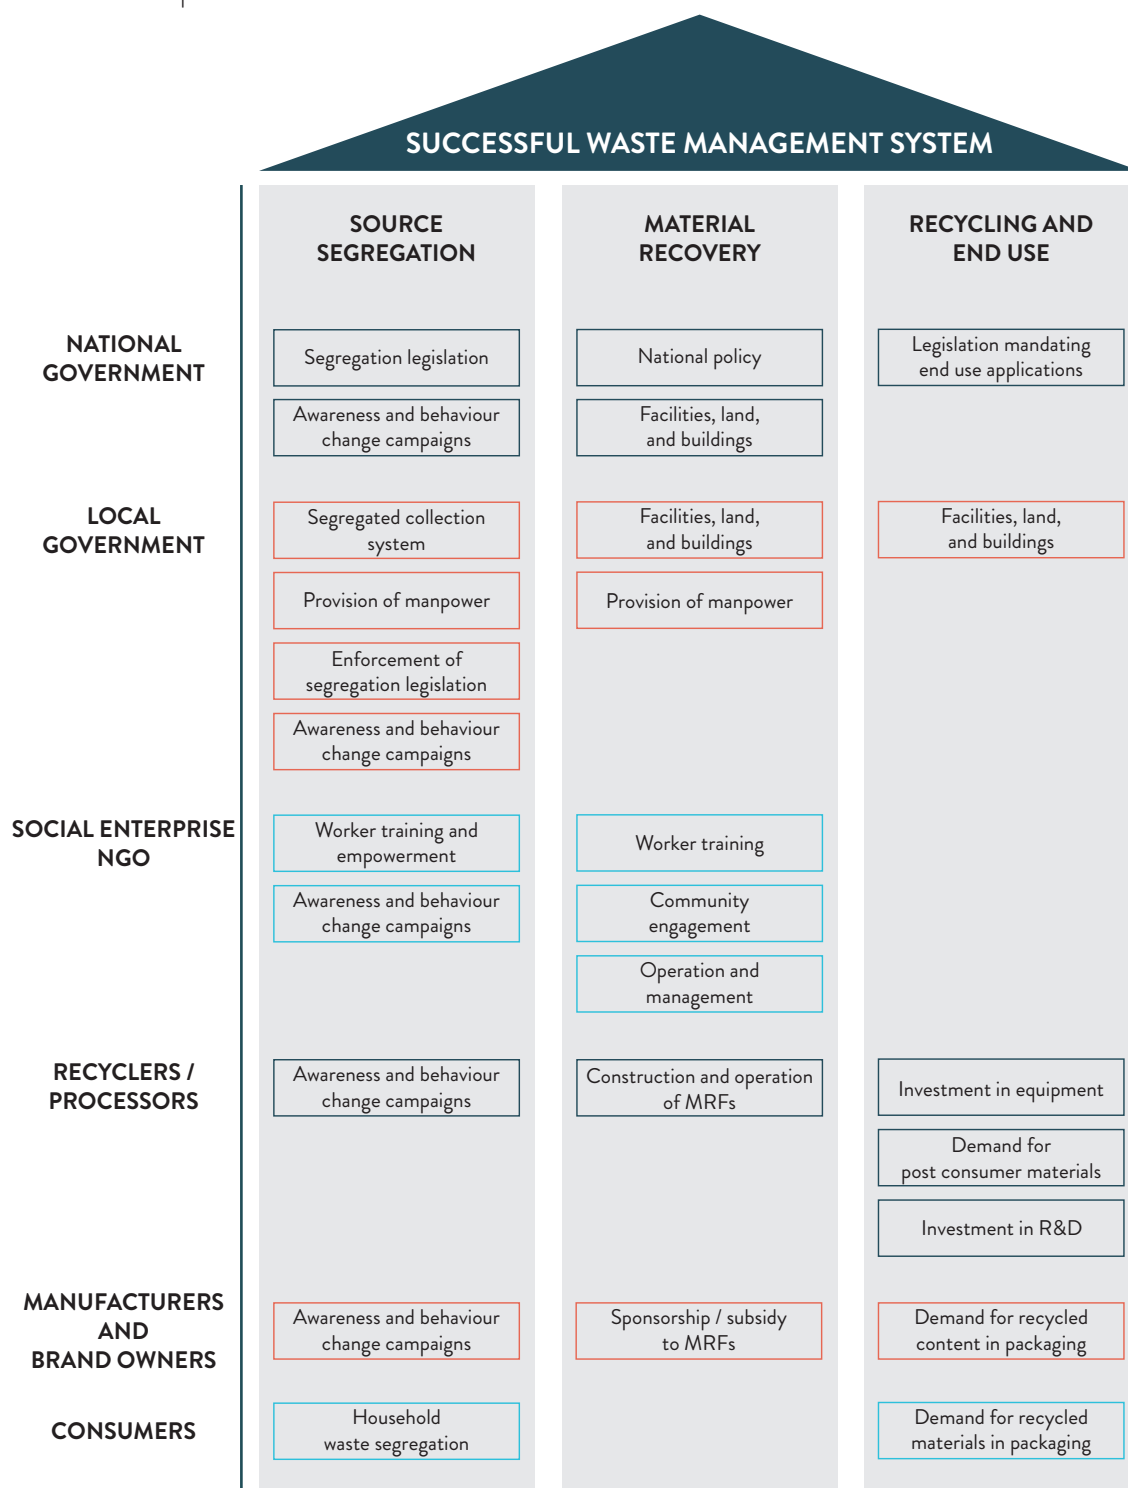 SUCCESSFUL WASTE MANAGEMENT SYSTEM
SOURCE
SEGREGATION
MATERIAL
RECOVERY
RECYCLING AND
END USE
NATIONAL
GOVERNMENT
Segregation legislation
Awareness and behaviour
change campaigns
National policy
Facilities, land,
and buildings
Legislation mandating
end use applications
LOCAL
GOVERNMENT
Segregated collection
system
Provision of manpower
Enforcement of
segregation legislation
Awareness and behaviour
change campaigns
Facilities, land,
and buildings
Provision of manpower
Facilities, land,
and buildings
SOCIAL ENTERPRISE
NGO
Worker training and
empowerment
Awareness and behaviour
change campaigns
Worker training
Community
engagement
Operation and
management
RECYCLERS /
PROCESSORS
Awareness and behaviour
change campaigns
Construction and operation
of MRFs
Investment in equipment
Demand for
post consumer materials
Investment in R&D
MANUFACTURERS
AND
BRAND OWNERS
Awareness and behaviour
change campaigns
Sponsorship / subsidy
to MRFs
Demand for recycled
content in packaging
CONSUMERS
Household
waste segregation
Demand for recycled
materials in packaging